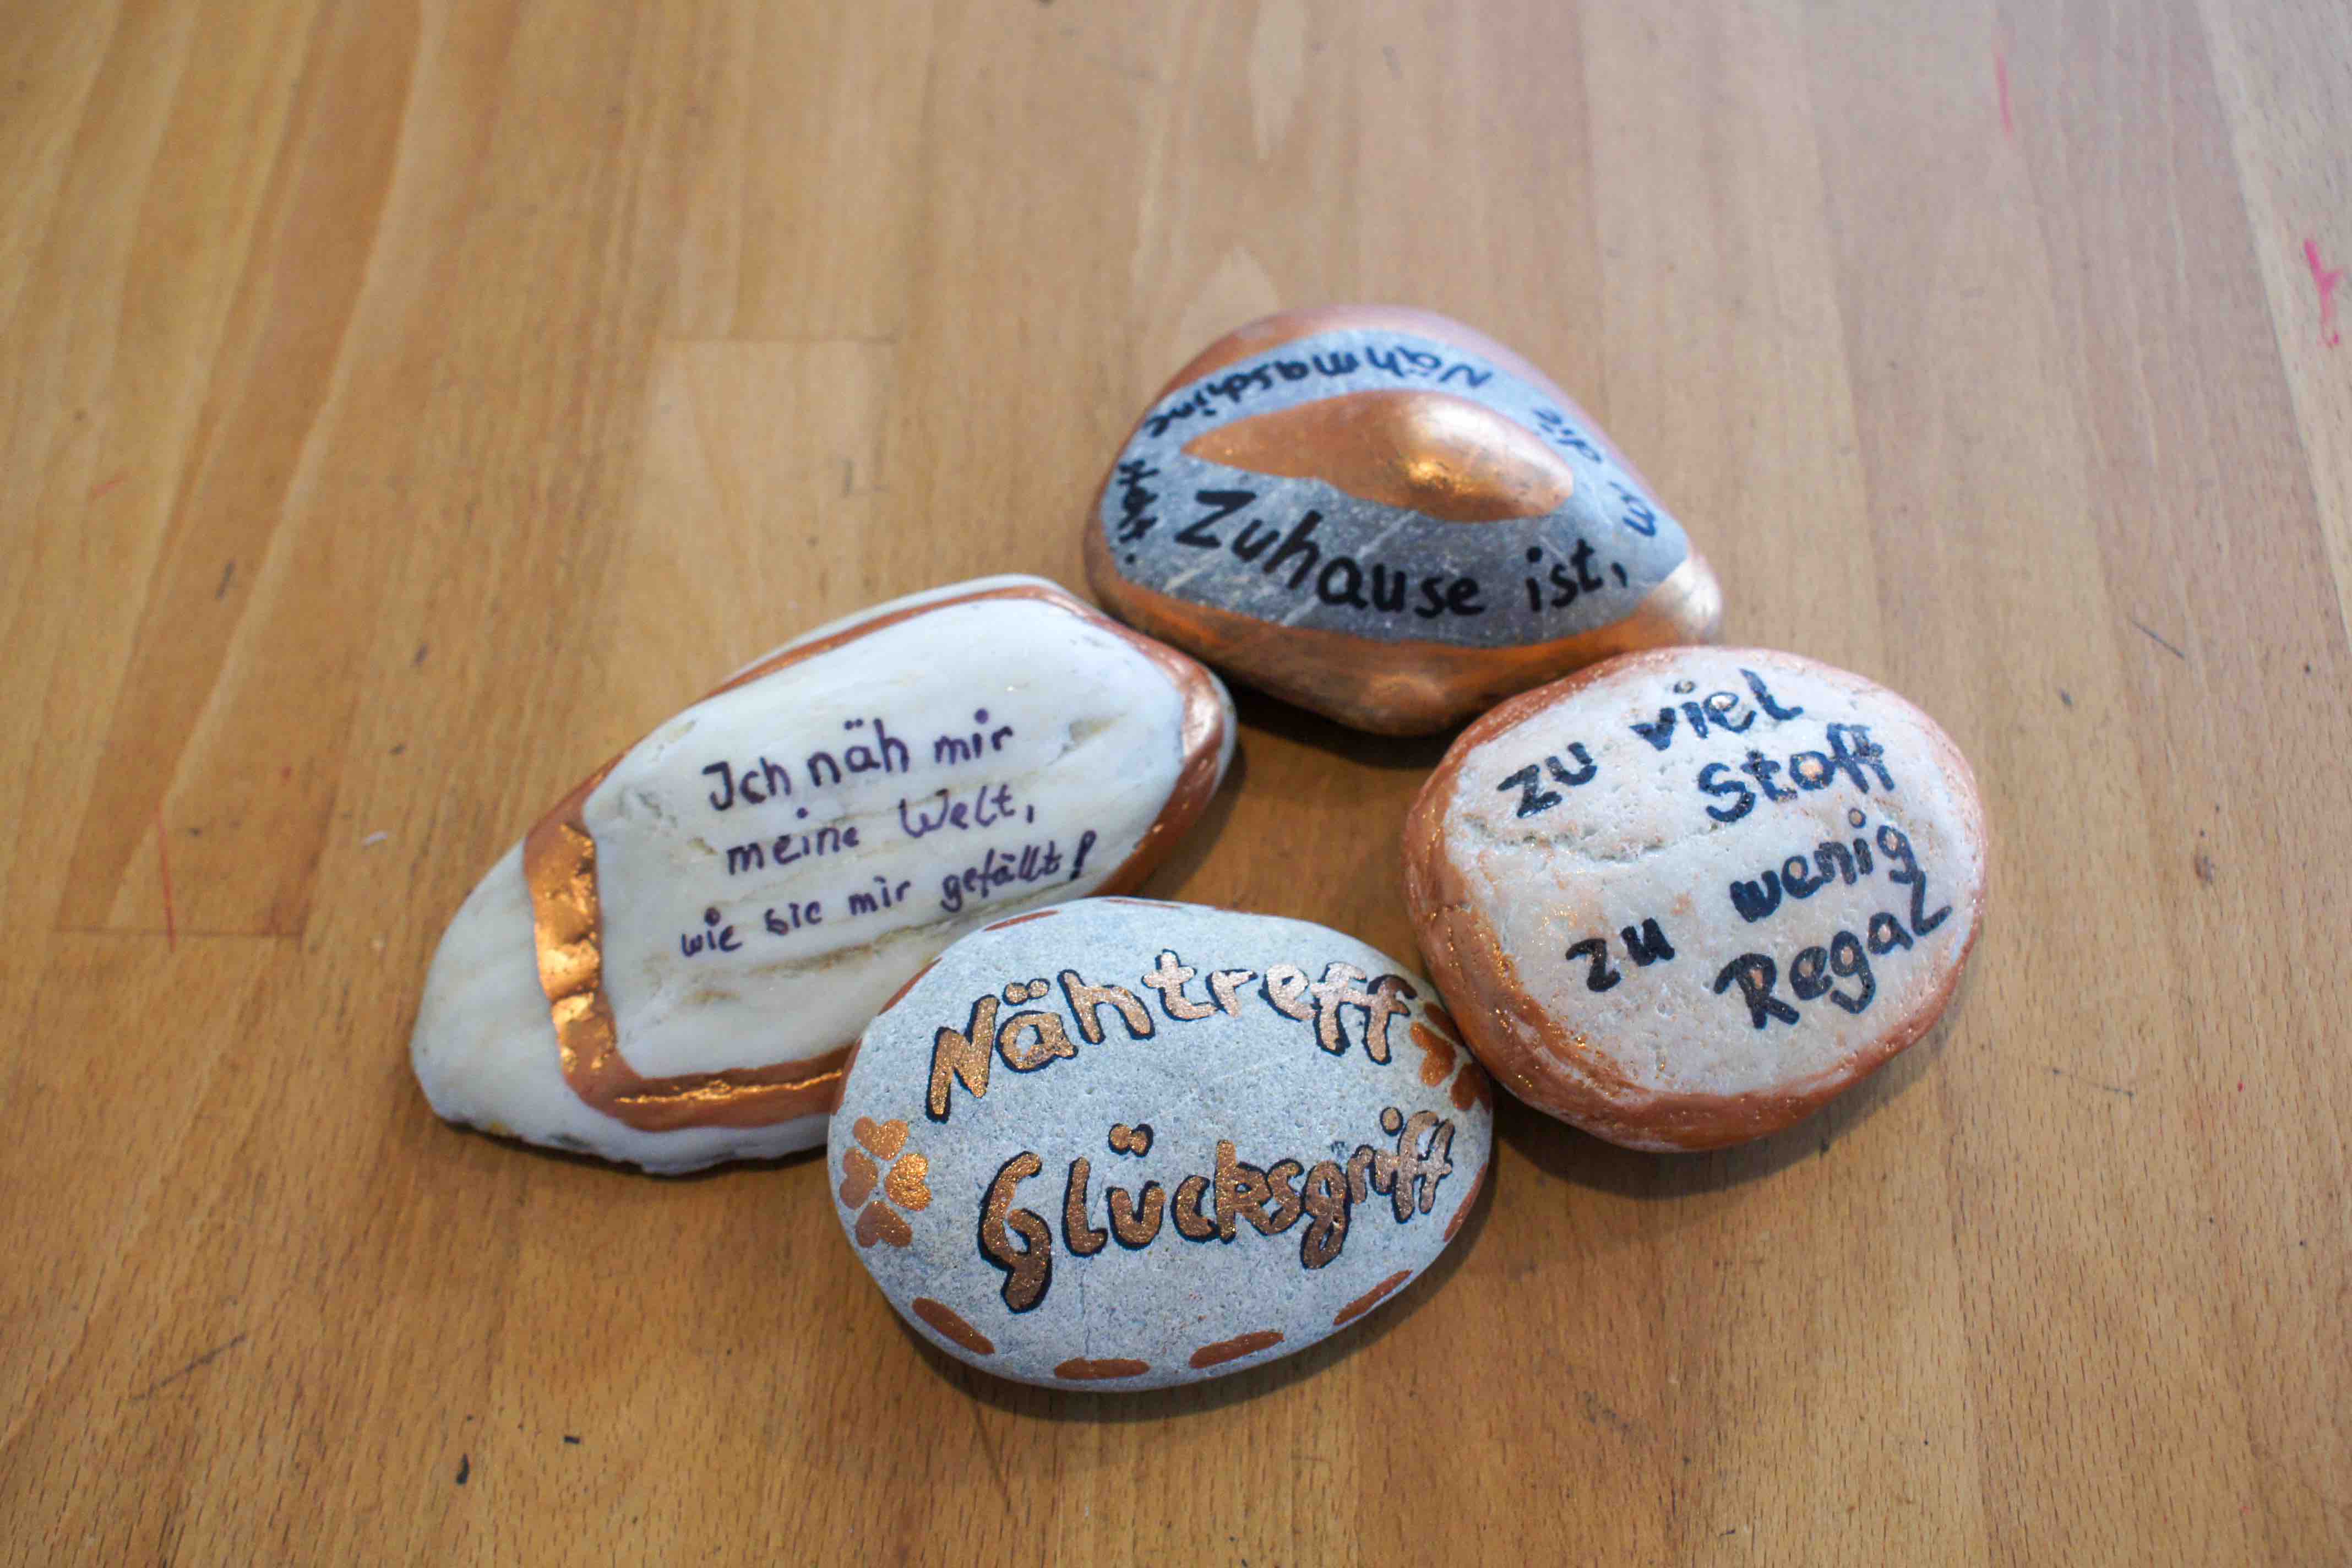 Zuhause ist,
wo die
Nähmaschine
steht.
Ich näh mir
meine Welt,
wie sie mir gefällt!
zu viel
Stoff
zu wenig
Regal
Nähtreff
Glücksgriff